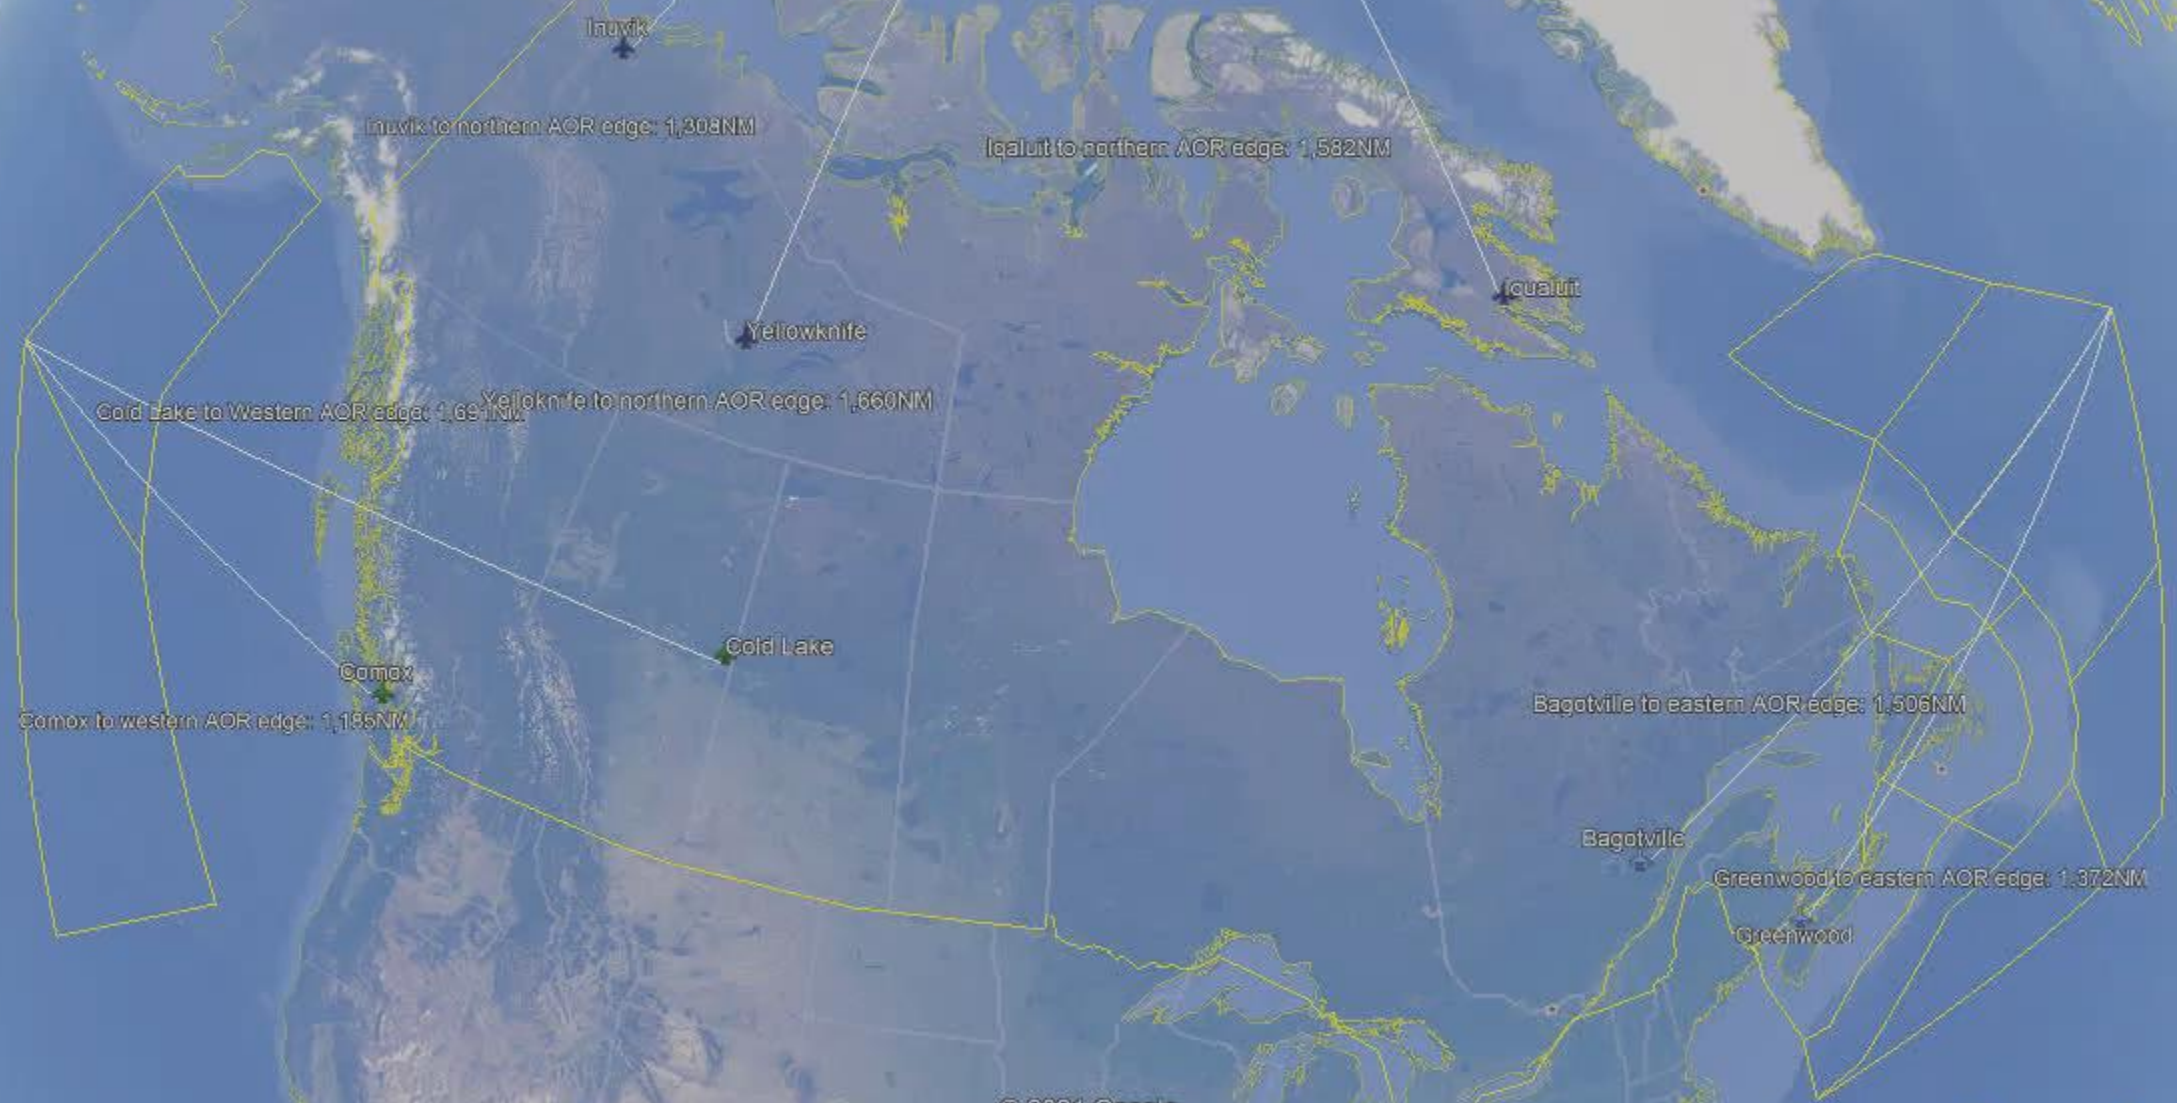 Inuvik
Inuvik to northern AOR edge: 1,308NM
Iqaluit to northern AOR edge: 1,582NM
Iqualuit
Yellowknife
Cold Lake to Western AOR edge: 1,691NM
Yelloknife to northern AOR edge: 1,660NM
Cold Lake
Comox
Comox to western AOR edge: 1,185NM
Bagotville to eastern AOR edge: 1,506NM
Bagotville
Greenwood to eastern AOR edge: 1,372NM
Greenwood